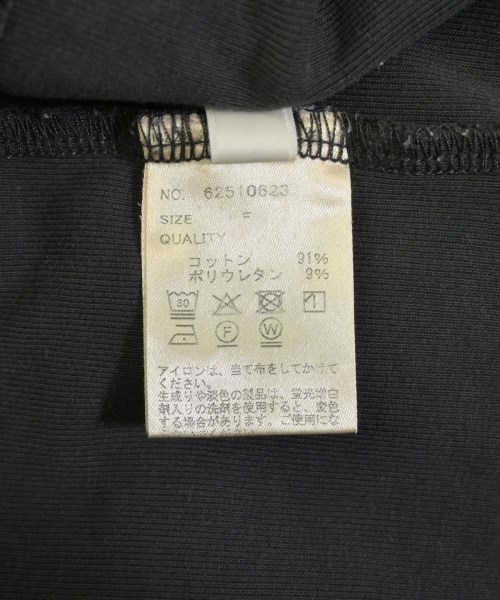 NO. 62510623
SIZE F
QUALITY
コットン 91%
ポリウレタン 9%
30
F W
アイロンは、当て布をしてかけて
ください。
生成りや淡色の製品は、蛍光増白
剤入りの洗剤を使用すると、変色
する場合があります。ご使用にな